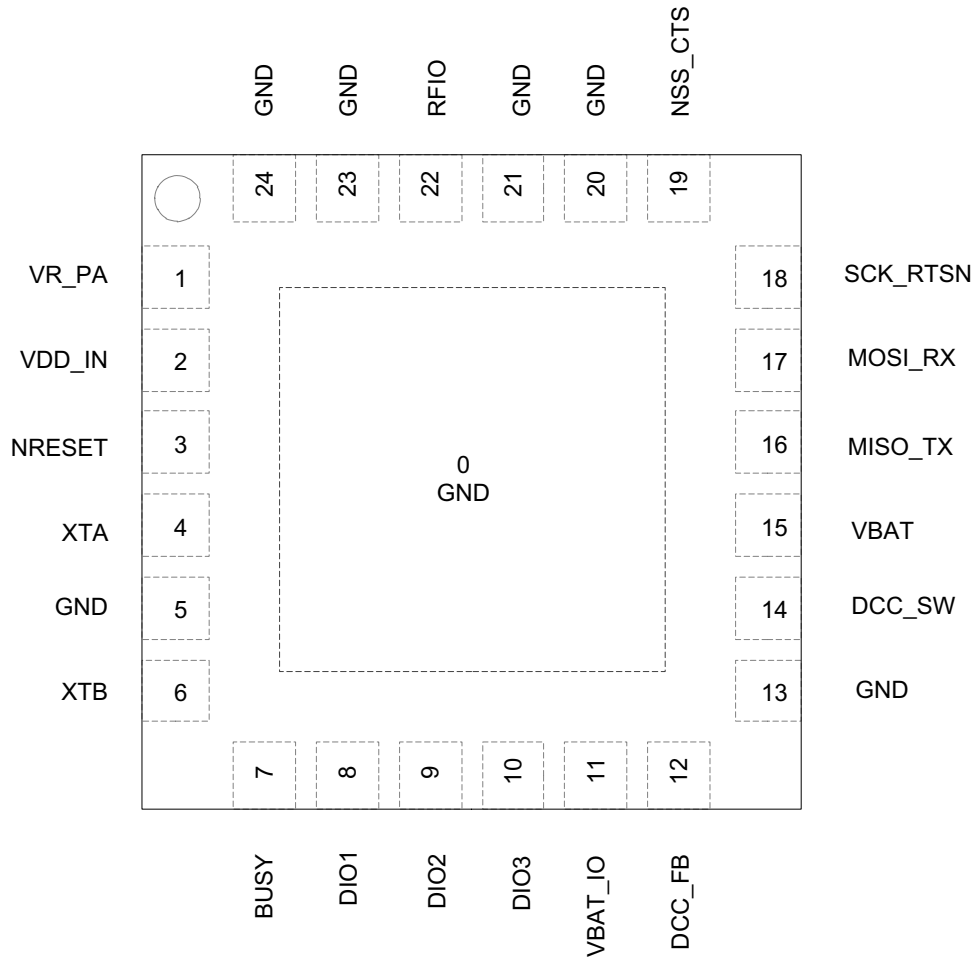 GND
GND
RFIO
GND
GND
NSS_CTS
24
23
22
21
20
19
VR_PA 1
18 SCK_RTSN
VDD_IN 2
17 MOSI_RX
NRESET 3
16 MISO_TX
0
GND
XTA 4
15 VBAT
GND 5
14 DCC_SW
XTB 6
13 GND
7
8
9
10
11
12
BUSY
DIO1
DIO2
DIO3
VBAT_IO
DCC_FB